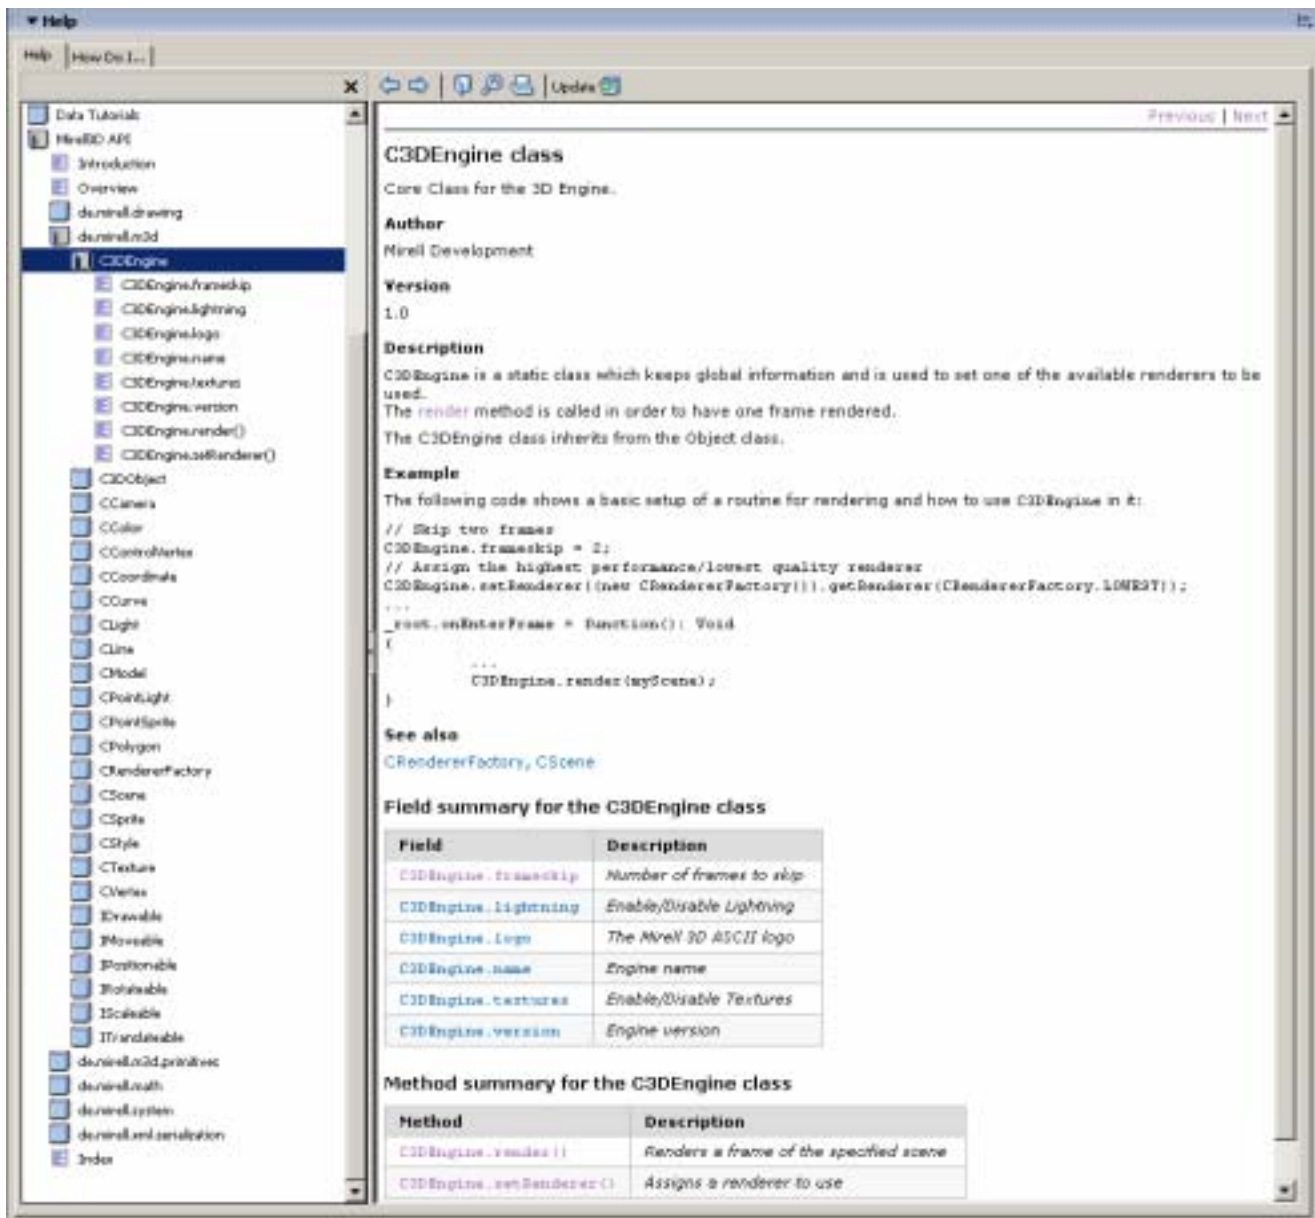 Help
Help
How Do I...
Update
Data Tutorials
Mirell3D API
Introduction
Overview
de.mirell.drawing
de.mirell.m3d
C3DEngine
C3DEngine.frameskip
C3DEngine.lightning
C3DEngine.logo
C3DEngine.name
C3DEngine.textures
C3DEngine.version
C3DEngine.render()
C3DEngine.setRenderer()
C3DObject
CCamera
CColor
CControlVertex
CCoordinate
CCurve
CLight
CLine
CModel
CPointLight
CPointSprite
CPolygon
CRendererFactory
CScene
CSprite
CStyle
CTexture
CVertex
IDrawable
IMoveable
IPositionable
IRotateable
IScaleable
ITranslateable
de.mirell.m3d.primitives
de.mirell.math
de.mirell.system
de.mirell.xml.serialization
Index
Previous | Next
C3DEngine class
Core Class for the 3D Engine.
Author
Mirell Development
Version
1.0
Description
C3DEngine is a static class which keeps global information and is used to set one of the available renderers to be
used.
The render method is called in order to have one frame rendered.
The C3DEngine class inherits from the Object class.
Example
The following code shows a basic setup of a routine for rendering and how to use C3DEngine in it:
// Skip two frames
C3DEngine.frameskip = 2;
// Assign the highest performance/lowest quality renderer
C3DEngine.setRenderer((new CRendererFactory()).getRenderer(CRendererFactory.LOWEST));
...
_root.onEnterFrame = function(): Void
{
...
C3DEngine.render(myScene);
}
See also
CRendererFactory, CScene
Field summary for the C3DEngine class
Field Description
C3DEngine.frameskip Number of frames to skip
C3DEngine.lightning Enable/Disable Lightning
C3DEngine.logo The Mirell 3D ASCII logo
C3DEngine.name Engine name
C3DEngine.textures Enable/Disable Textures
C3DEngine.version Engine version
Method summary for the C3DEngine class
Method Description
C3DEngine.render() Renders a frame of the specified scene
C3DEngine.setRenderer() Assigns a renderer to use